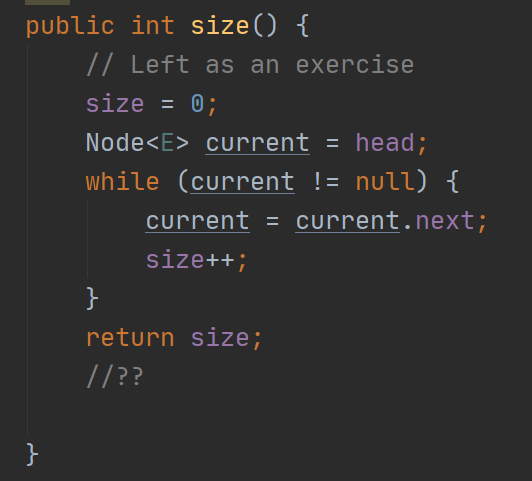 public int size() {
// Left as an exercise
size = 0;
Node<E> current = head;
while (current != null) {
current = current.next;
size++;
}
return size;
//??
}